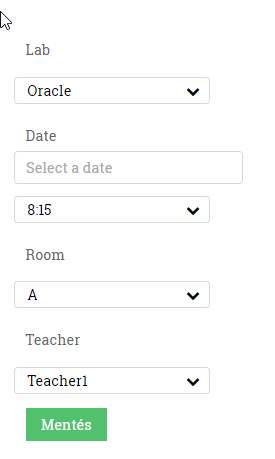 Lab
Oracle
Date
Select a date
8:15
Room
A
Teacher
Teacher1
Mentés